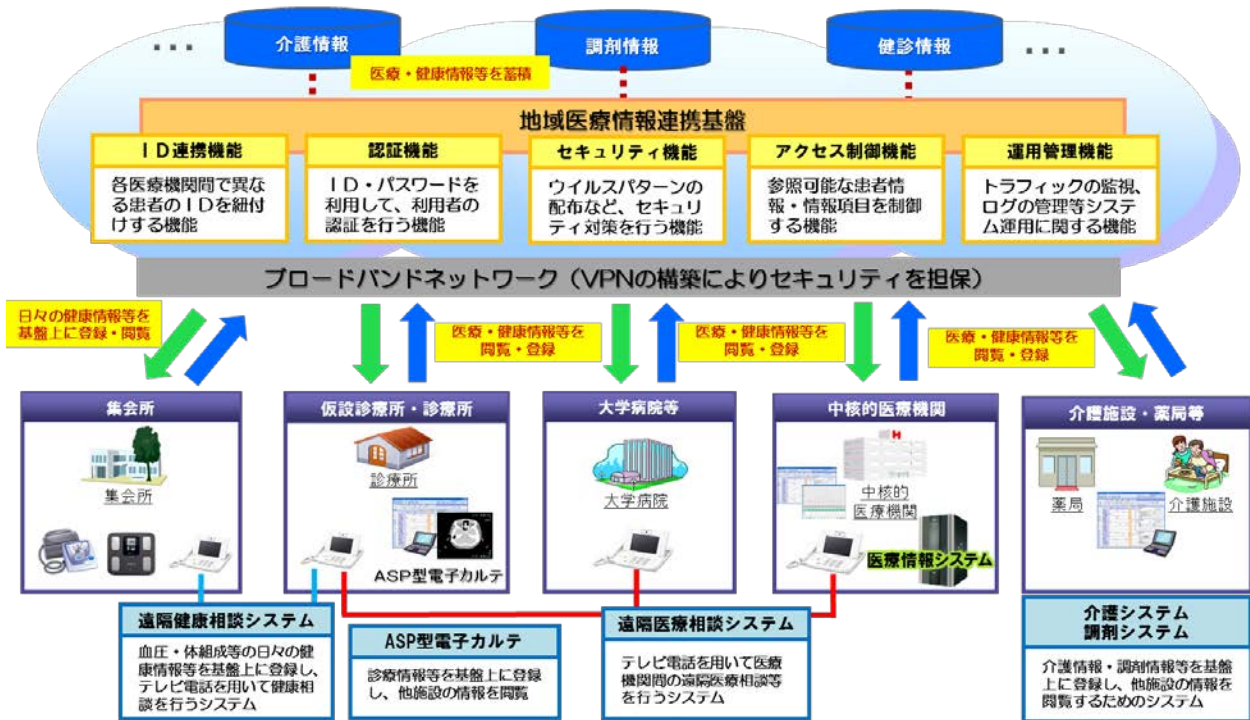 ･･･
介護情報
調剤情報
健診情報
･･･
医療・健康情報等を蓄積
地域医療情報連携基盤
ＩＤ連携機能
各医療機関間で異な
る患者のＩＤを紐付
けする機能
認証機能
ＩＤ・パスワードを
利用して、利用者の
認証を行う機能
セキュリティ機能
ウイルスパターンの
配布など、セキュリ
ティ対策を行う機能
アクセス制御機能
参照可能な患者情
報・情報項目を制御
する機能
運用管理機能
トラフィックの監視、
ログの管理等システ
ム運用に関する機能
ブロードバンドネットワーク（VPNの構築によりセキュリティを担保）
日々の健康情報等を
基盤上に登録・閲覧
医療・健康情報等を
閲覧・登録
医療・健康情報等を
閲覧・登録
医療・健康情報等を
閲覧・登録
集会所
集会所
仮設診療所・診療所
診療所
ASP型電子カルテ
大学病院等
大学病院
中核的医療機関
H
中核的
医療機関
医療情報システム
介護施設・薬局等
薬局
介護施設
遠隔健康相談システム
血圧・体組成等の日々の健
康情報等を基盤上に登録し、
テレビ電話を用いて健康相
談を行うシステム
ASP型電子カルテ
診療情報等を基盤上に登録
し、他施設の情報を閲覧
遠隔医療相談システム
テレビ電話を用いて医療
機関間の遠隔医療相談等
を行うシステム
介護システム
調剤システム
介護情報・調剤情報等を基盤
上に登録し、他施設の情報を
閲覧するためのシステム